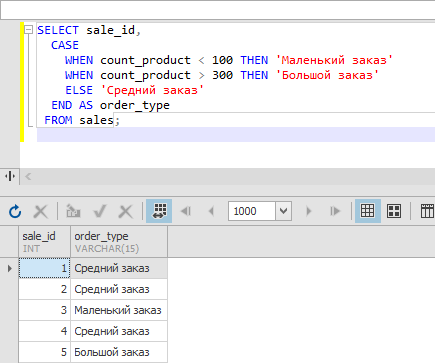 SELECT sale_id,
CASE
WHEN count_product < 100 THEN 'Маленький заказ'
WHEN count_product > 300 THEN 'Большой заказ'
ELSE 'Средний заказ'
END AS order_type
FROM sales;
1000
sale_id order_type
INT VARCHAR(15)
1 Средний заказ
2 Средний заказ
3 Маленький заказ
4 Средний заказ
5 Большой заказ